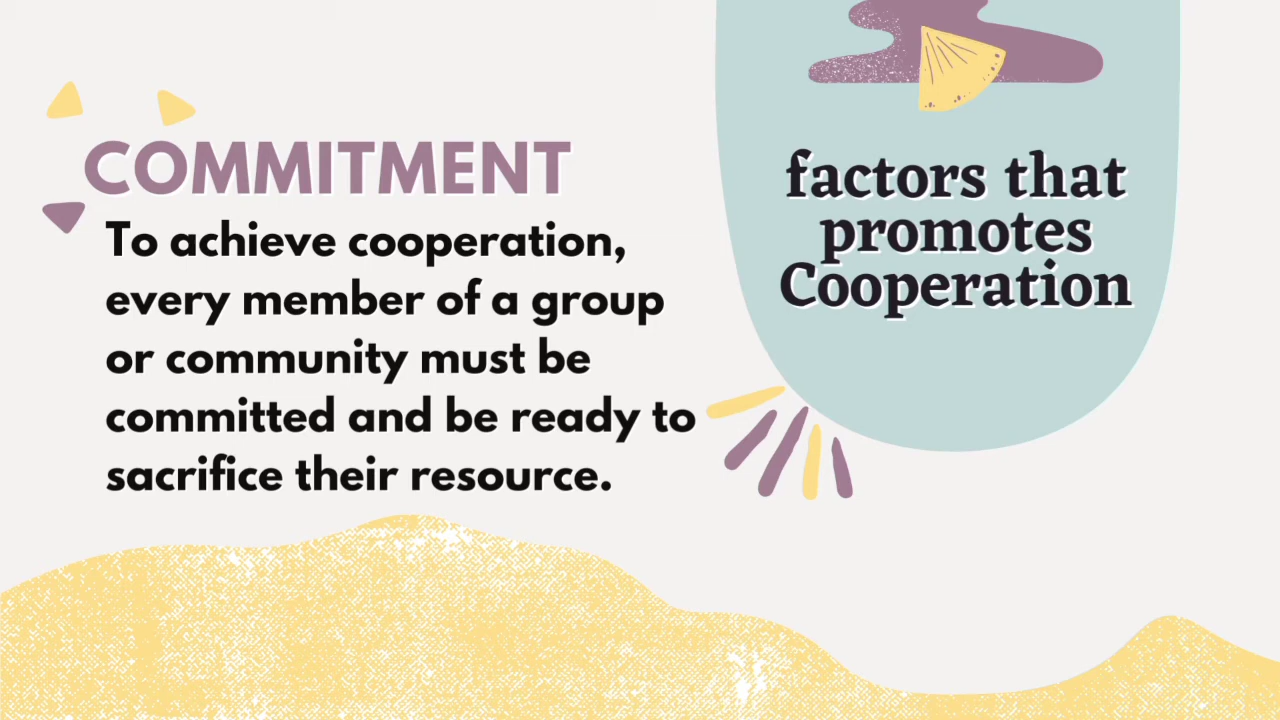 COMMITMENT
To achieve cooperation,
every member of a group
or community must be
committed and be ready to
sacrifice their resource.
factors that
promotes
Cooperation